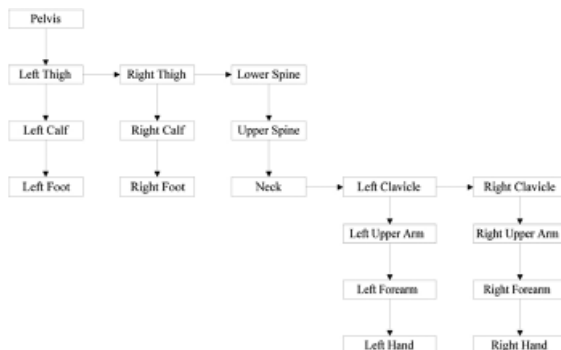 Pelvis
Left Thigh
Right Thigh
Lower Spine
Left Calf
Right Calf
Upper Spine
Left Foot
Right Foot
Neck
Left Clavicle
Right Clavicle
Left Upper Arm
Right Upper Arm
Left Forearm
Right Forearm
Left Hand
Right Hand